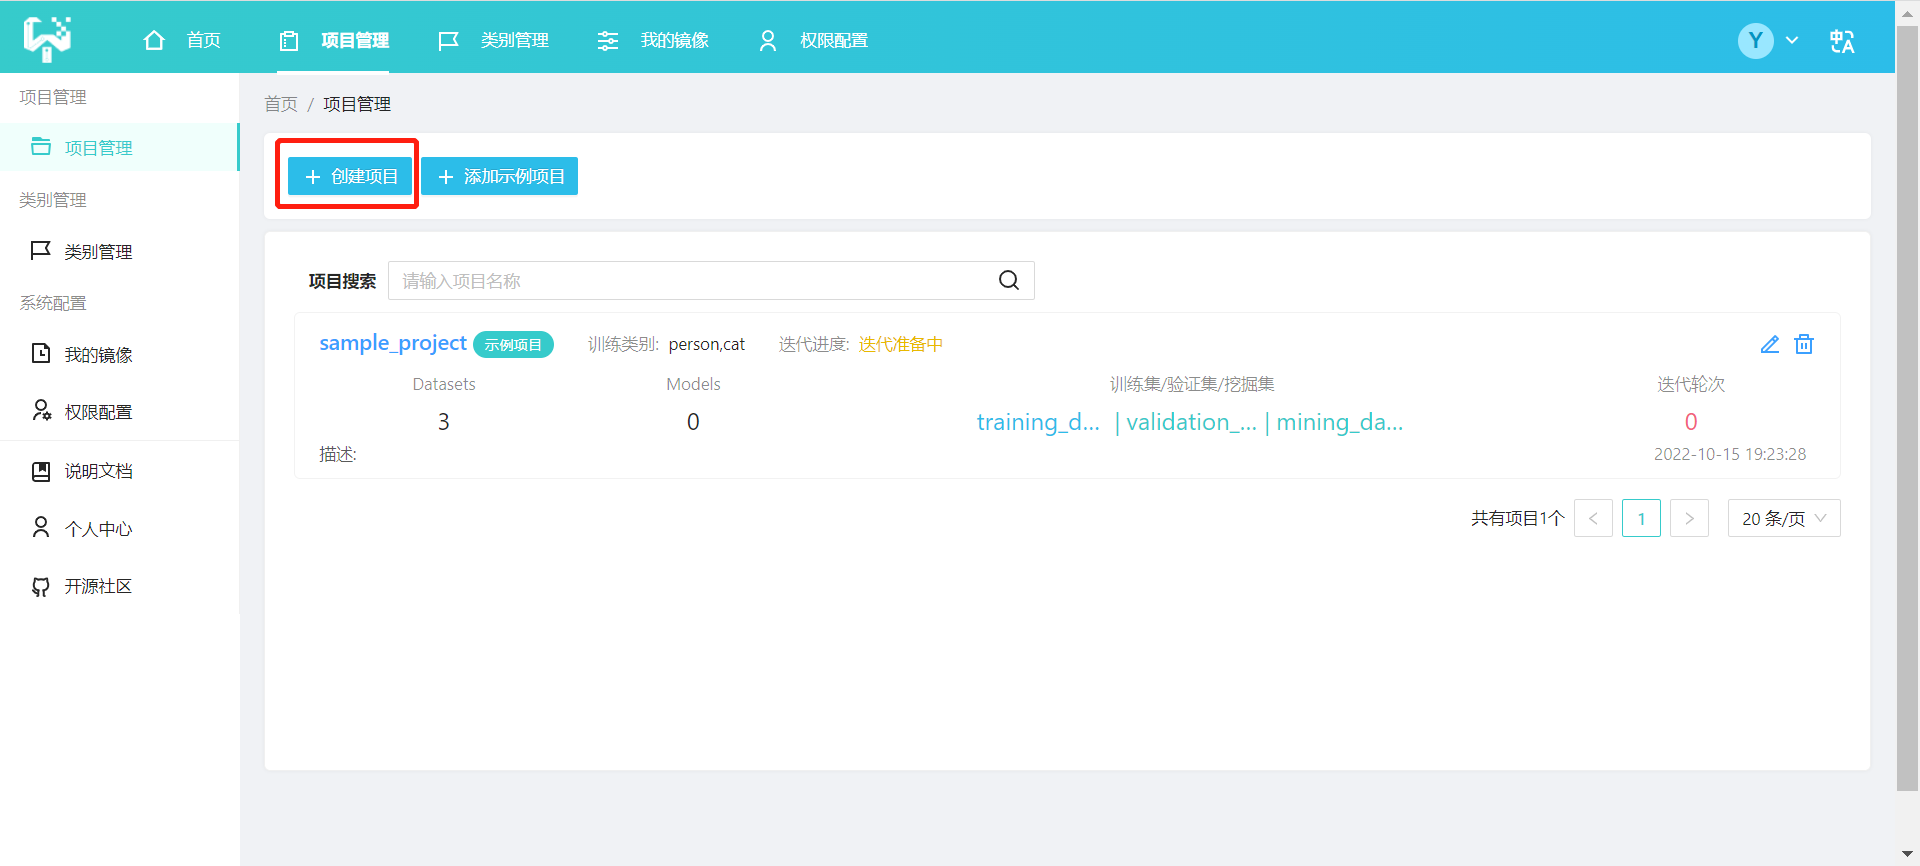 首页 项目管理 类别管理 我的镜像 权限配置 Y 中A
项目管理
项目管理
类别管理
类别管理
系统配置
我的镜像
权限配置
说明文档
个人中心
开源社区
首页 / 项目管理
+ 创建项目 + 添加示例项目
项目搜索 请输入项目名称
sample_project 示例项目 训练类别: person,cat 迭代进度: 迭代准备中
Datasets Models 训练集/验证集/挖掘集 迭代轮次
3 0 training_d... | validation_... | mining_da... 0
描述: 2022-10-15 19:23:28
共有项目1个 < 1 > 20 条/页